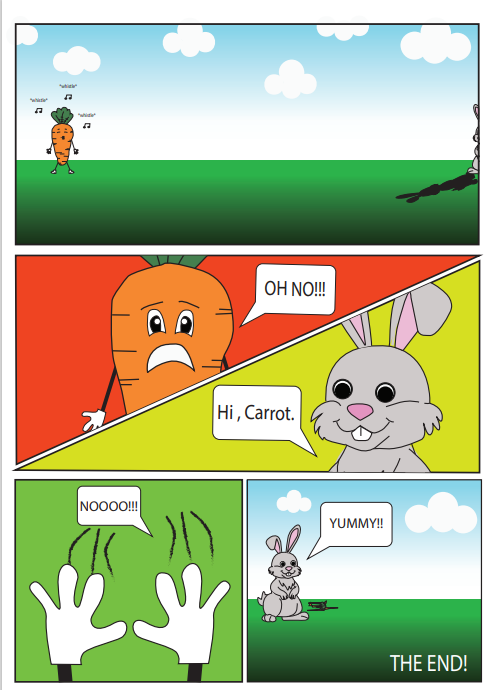 *whistle*
*whistle*
*whistle*
OH NO!!!
Hi , Carrot.
NOOOO!!!
YUMMY!!
THE END!